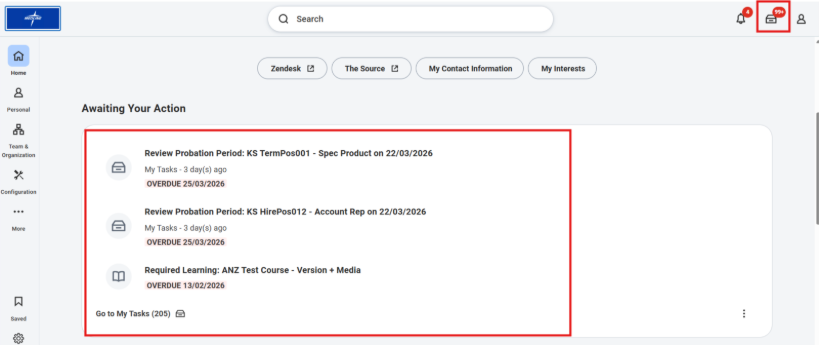 Search
4
99+
Zendesk
The Source
My Contact Information
My Interests
Home
Personal
Team &
Organization
Configuration
More
Saved
Awaiting Your Action
Review Probation Period: KS TermPos001 - Spec Product on 22/03/2026
My Tasks - 3 day(s) ago
OVERDUE 25/03/2026
Review Probation Period: KS HirePos012 - Account Rep on 22/03/2026
My Tasks - 3 day(s) ago
OVERDUE 25/03/2026
Required Learning: ANZ Test Course - Version + Media
OVERDUE 13/02/2026
Go to My Tasks (205)